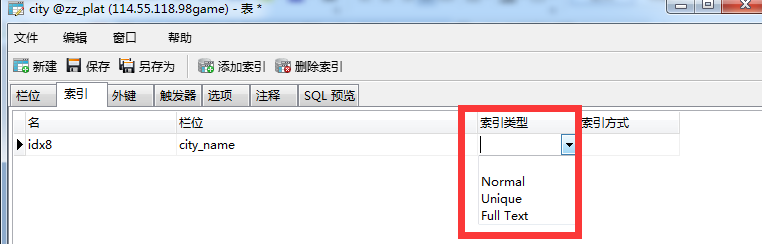 city @zz_plat (114.55.118.98game) - 表 *
文件 编辑 窗口 帮助
新建 保存 另存为 添加索引 删除索引
栏位 索引 外键 触发器 选项 注释 SQL 预览
名 栏位 索引类型 索引方式
idx8 city_name
Normal
Unique
Full Text